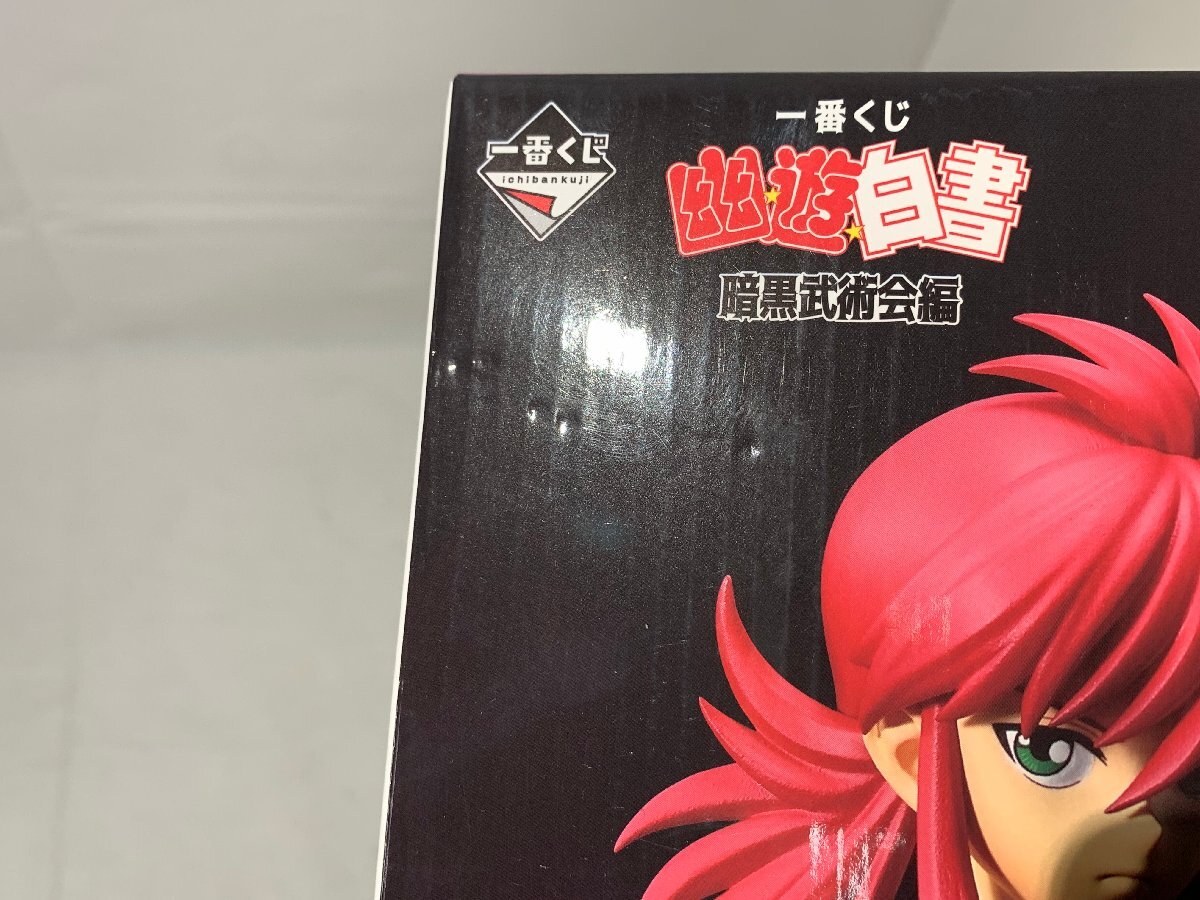 一番くじ
ichibankuji
一番くじ
幽☆遊☆白書
暗黒武術会編